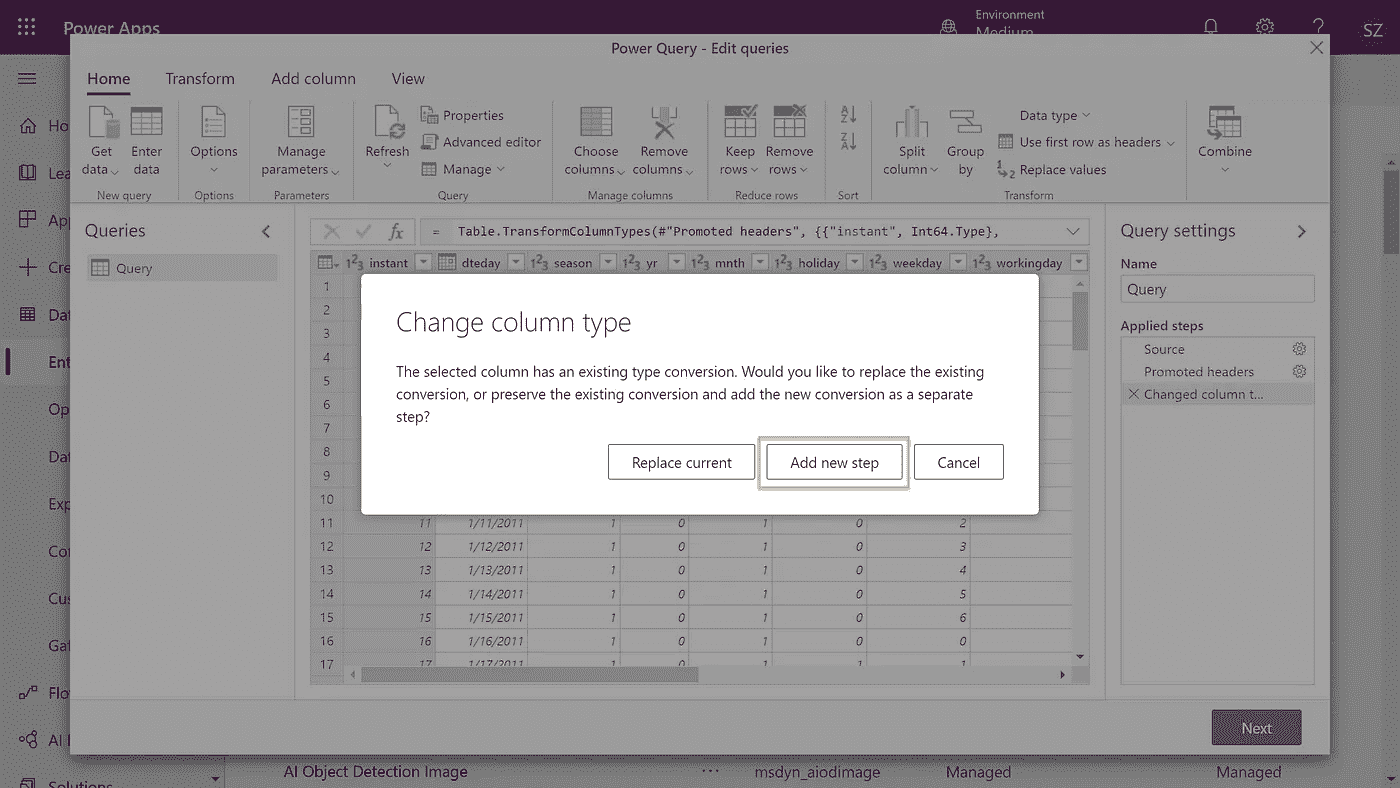 Power Apps
Environment
Medium
SZ
Power Query - Edit queries
Home Transform Add column View
Get data
Enter data
New query
Options
Options
Manage parameters
Parameters
Refresh
Properties
Advanced editor
Manage
Query
Choose columns
Remove columns
Manage columns
Keep rows
Remove rows
Reduce rows
Sort
Split column
Group by
Data type
Use first row as headers
Replace values
Transform
Combine
Queries
Query
fx = Table.TransformColumnTypes(#"Promoted headers", {{"instant", Int64.Type},
instant dteday season yr mnth holiday weekday workingday
1
2
3
4
5
6
7
8
9
10
11 11 1/11/2011 1 0 1 0 2
12 12 1/12/2011 1 0 1 0 3
13 13 1/13/2011 1 0 1 0 4
14 14 1/14/2011 1 0 1 0 5
15 15 1/15/2011 1 0 1 0 6
16 16 1/16/2011 1 0 1 0 0
17 17 1/17/2011 1 0 1 1 1
Change column type
The selected column has an existing type conversion. Would you like to replace the existing
conversion, or preserve the existing conversion and add the new conversion as a separate
step?
Replace current Add new step Cancel
Query settings
Name
Query
Applied steps
Source
Promoted headers
Changed column t...
Next
Ho
Lea
App
Cre
Dat
Ent
Op
Dat
Exp
Co
Cus
Gat
Flo
AI
Solutions
AI Object Detection Image ... msdyn_aiodimage Managed Managed